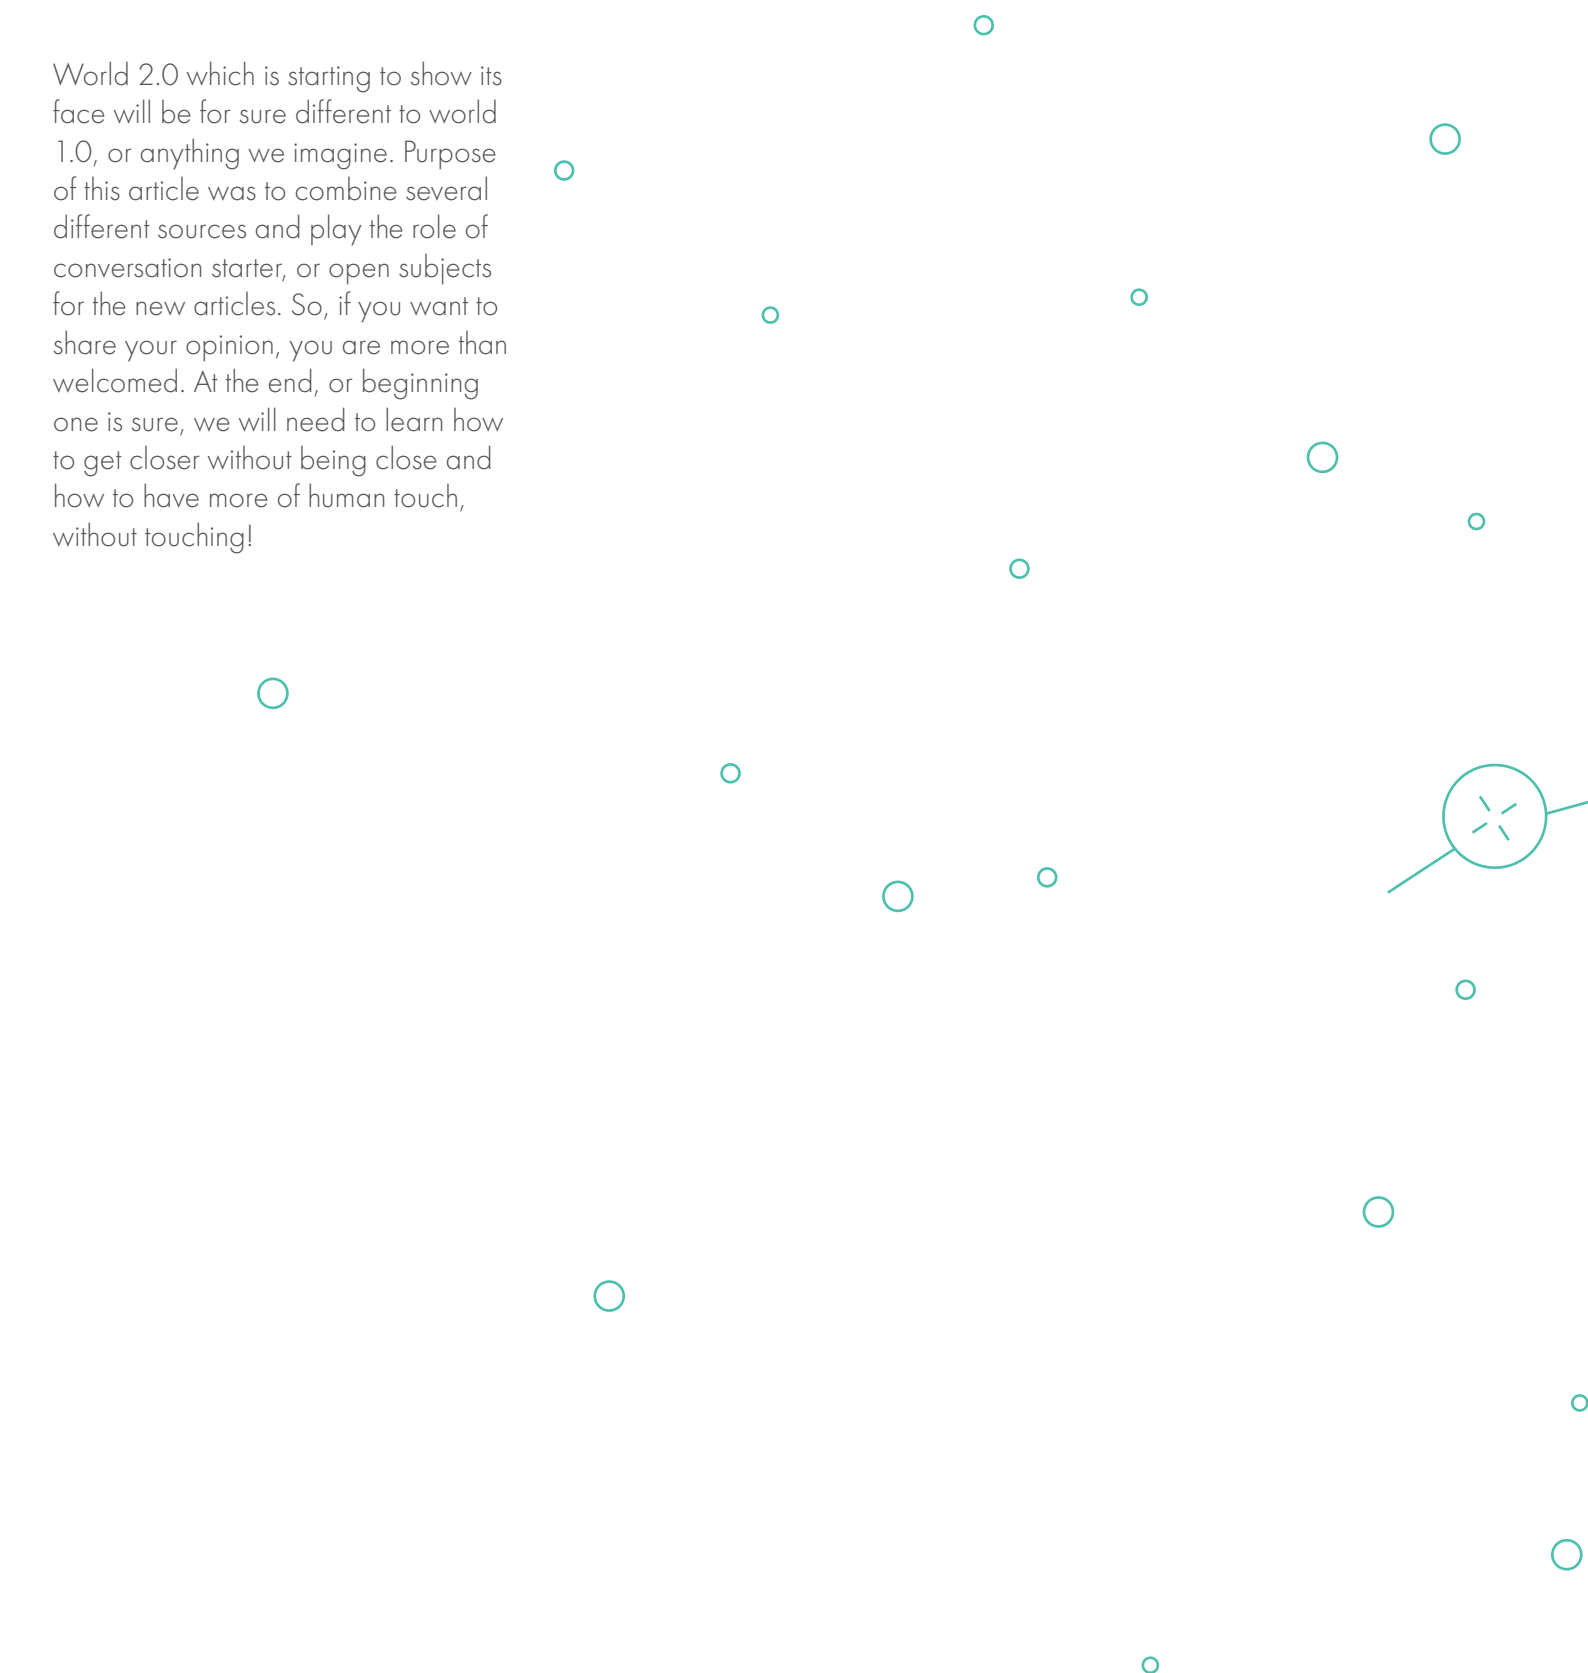 World 2.0 which is starting to show its
face will be for sure different to world
1.0, or anything we imagine. Purpose
of this article was to combine several
different sources and play the role of
conversation starter, or open subjects
for the new articles. So, if you want to
share your opinion, you are more than
welcomed. At the end, or beginning
one is sure, we will need to learn how
to get closer without being close and
how to have more of human touch,
without touching!